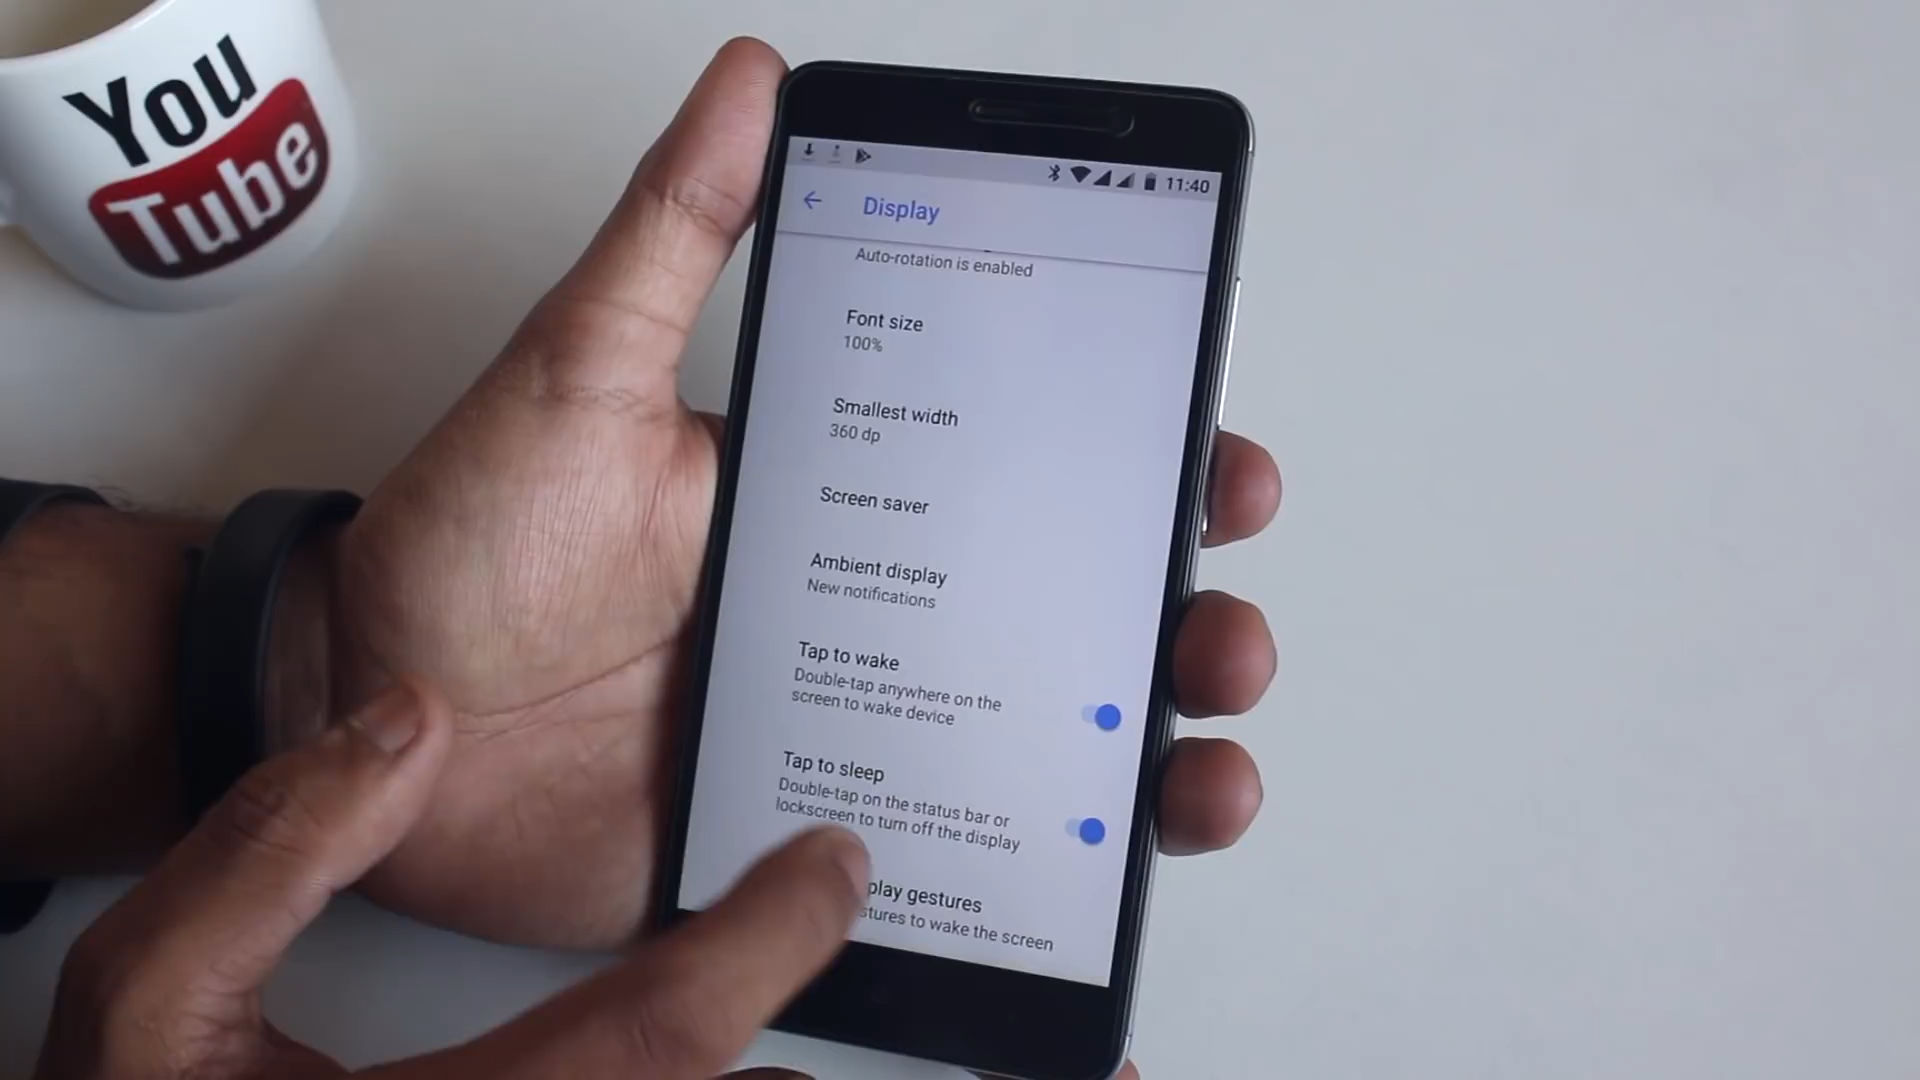 You
Tube
11:40
Display
Auto-rotation is enabled
Font size
100%
Smallest width
360 dp
Screen saver
Ambient display
New notifications
Tap to wake
Double-tap anywhere on the
screen to wake device
Tap to sleep
Double-tap on the status bar or
lockscreen to turn off the display
gestures
to wake the screen